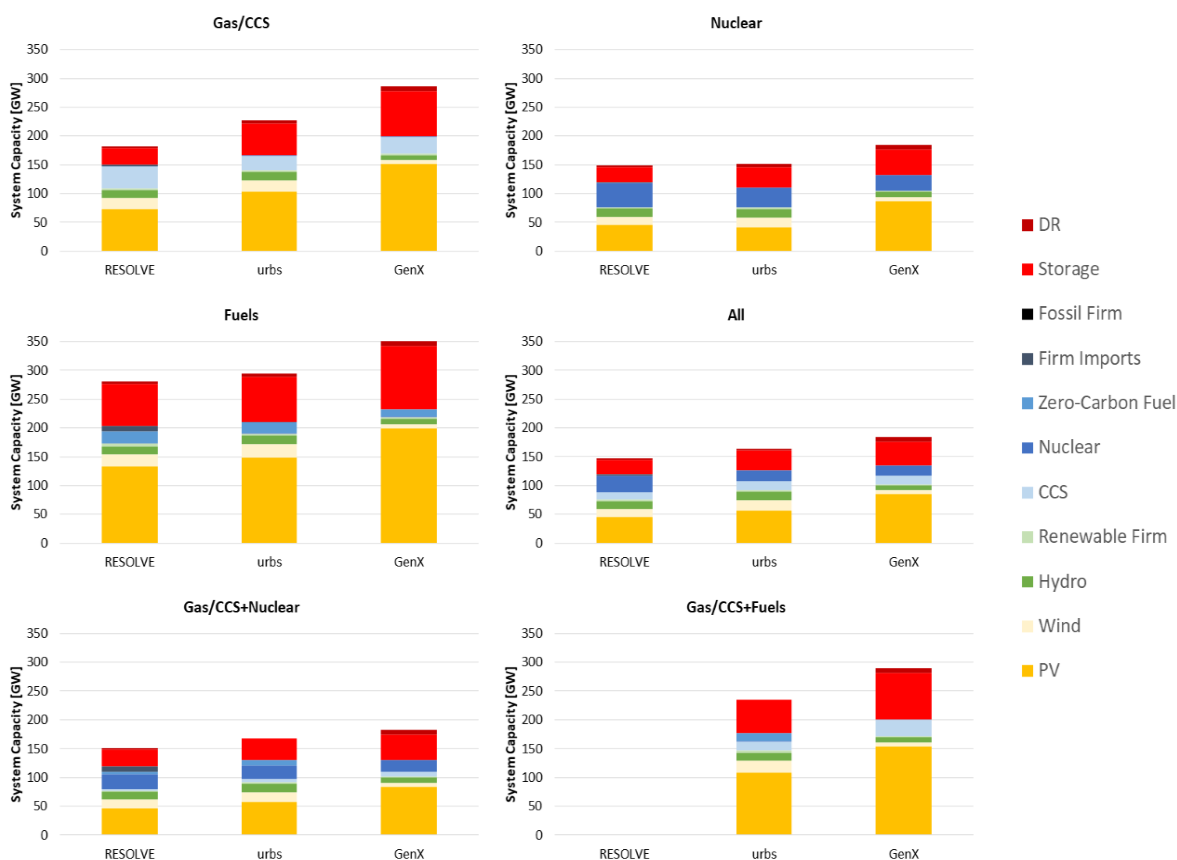 Gas/CCS
Nuclear
System Capacity [GW]
350
300
250
200
150
100
50
0
RESOLVE
urbs
GenX
System Capacity [GW]
350
300
250
200
150
100
50
0
RESOLVE
urbs
GenX
Fuels
All
System Capacity [GW]
350
300
250
200
150
100
50
0
RESOLVE
urbs
GenX
System Capacity [GW]
350
300
250
200
150
100
50
0
RESOLVE
urbs
GenX
Gas/CCS+Nuclear
Gas/CCS+Fuels
System Capacity [GW]
350
300
250
200
150
100
50
0
RESOLVE
urbs
GenX
System Capacity [GW]
350
300
250
200
150
100
50
0
RESOLVE
urbs
GenX
DR
Storage
Fossil Firm
Firm Imports
Zero-Carbon Fuel
Nuclear
CCS
Renewable Firm
Hydro
Wind
PV